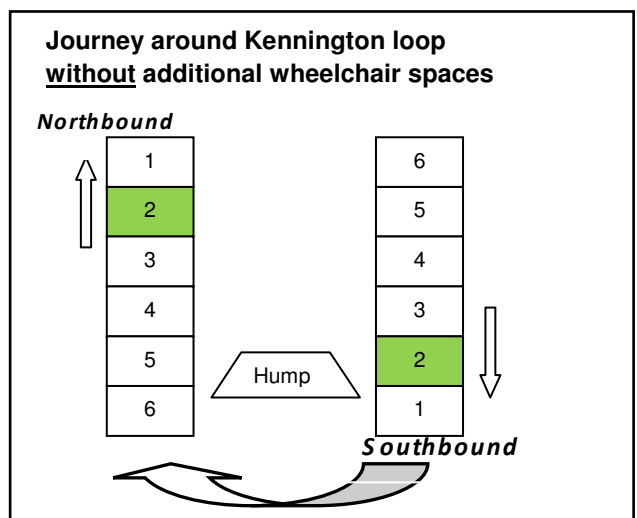 Journey around Kennington loop
without additional wheelchair spaces
Northbound
1
2
3
4
5
6
Hump
6
5
4
3
2
1
Southbound